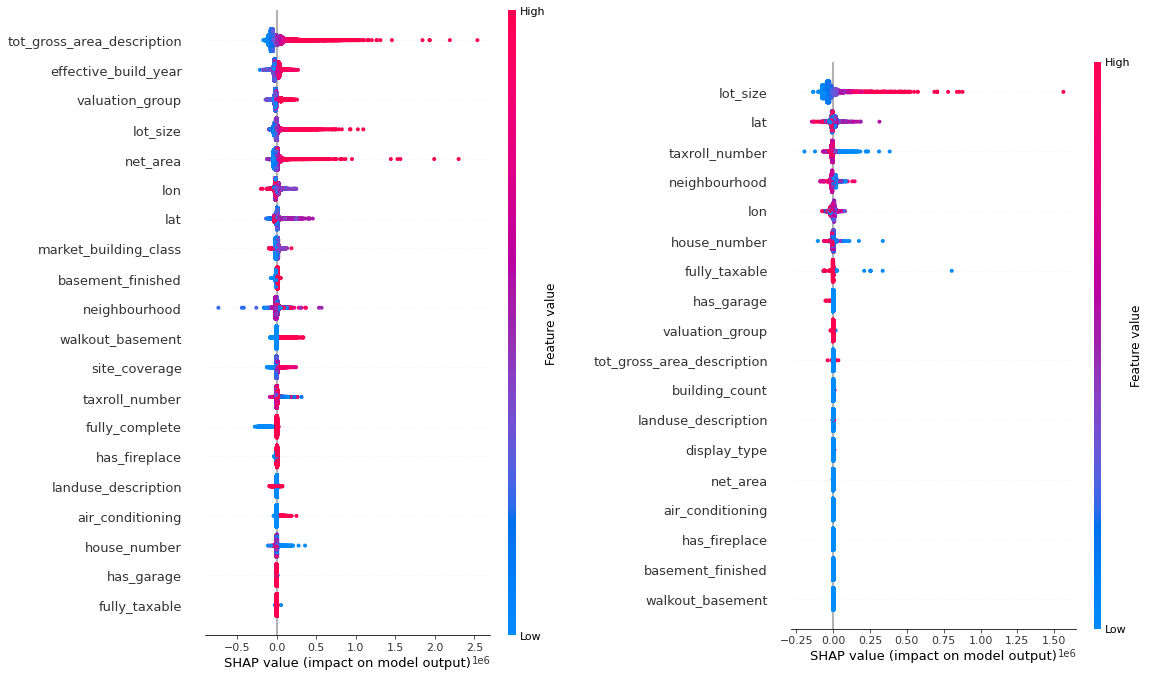 tot_gross_area_description
effective_build_year
valuation_group
lot_size
net_area
lon
lat
market_building_class
basement_finished
neighbourhood
walkout_basement
site_coverage
taxroll_number
fully_complete
has_fireplace
landuse_description
air_conditioning
house_number
has_garage
fully_taxable
−0.5 0.0 0.5 1.0 1.5 2.0 2.5
1e6
SHAP value (impact on model output)
High
Feature value
Low
lot_size
lat
taxroll_number
neighbourhood
lon
house_number
fully_taxable
has_garage
valuation_group
tot_gross_area_description
building_count
landuse_description
display_type
net_area
air_conditioning
has_fireplace
basement_finished
walkout_basement
−0.25 0.00 0.25 0.50 0.75 1.00 1.25 1.50
1e6
SHAP value (impact on model output)
High
Feature value
Low